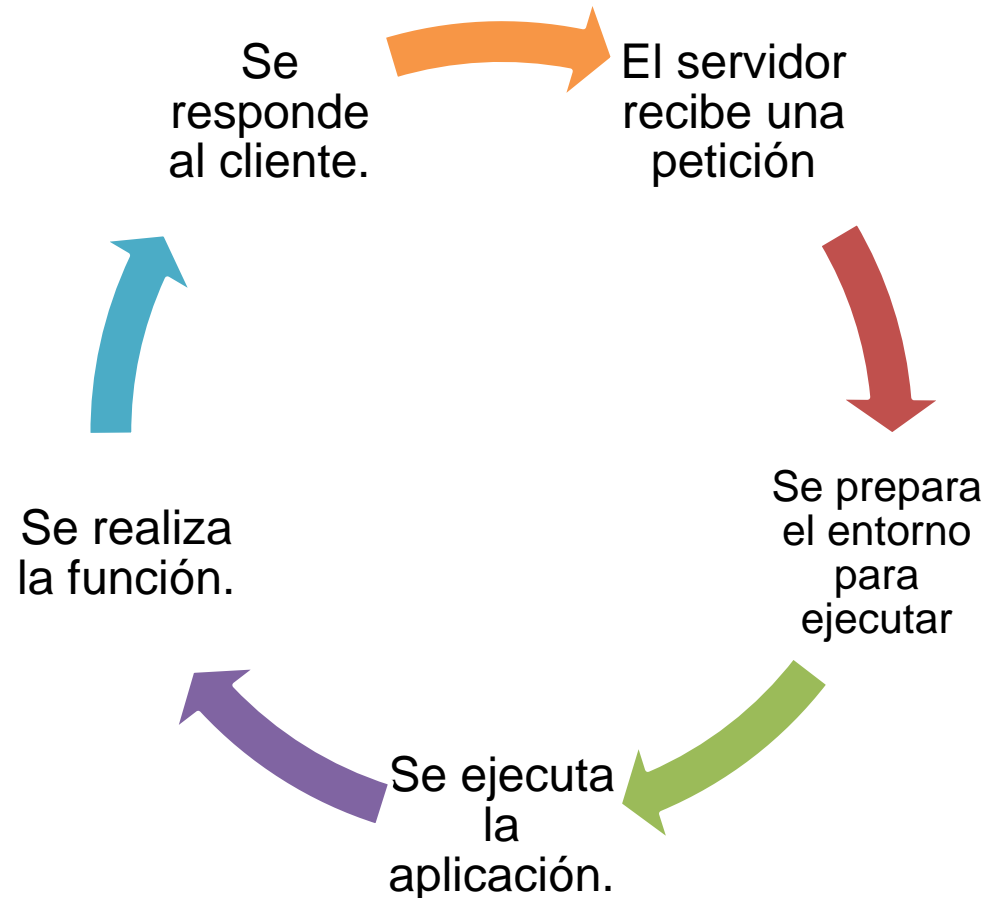 Se
responde
al cliente.
El servidor
recibe una
petición
Se prepara
el entorno
para
ejecutar
Se ejecuta
la
aplicación.
Se realiza
la función.